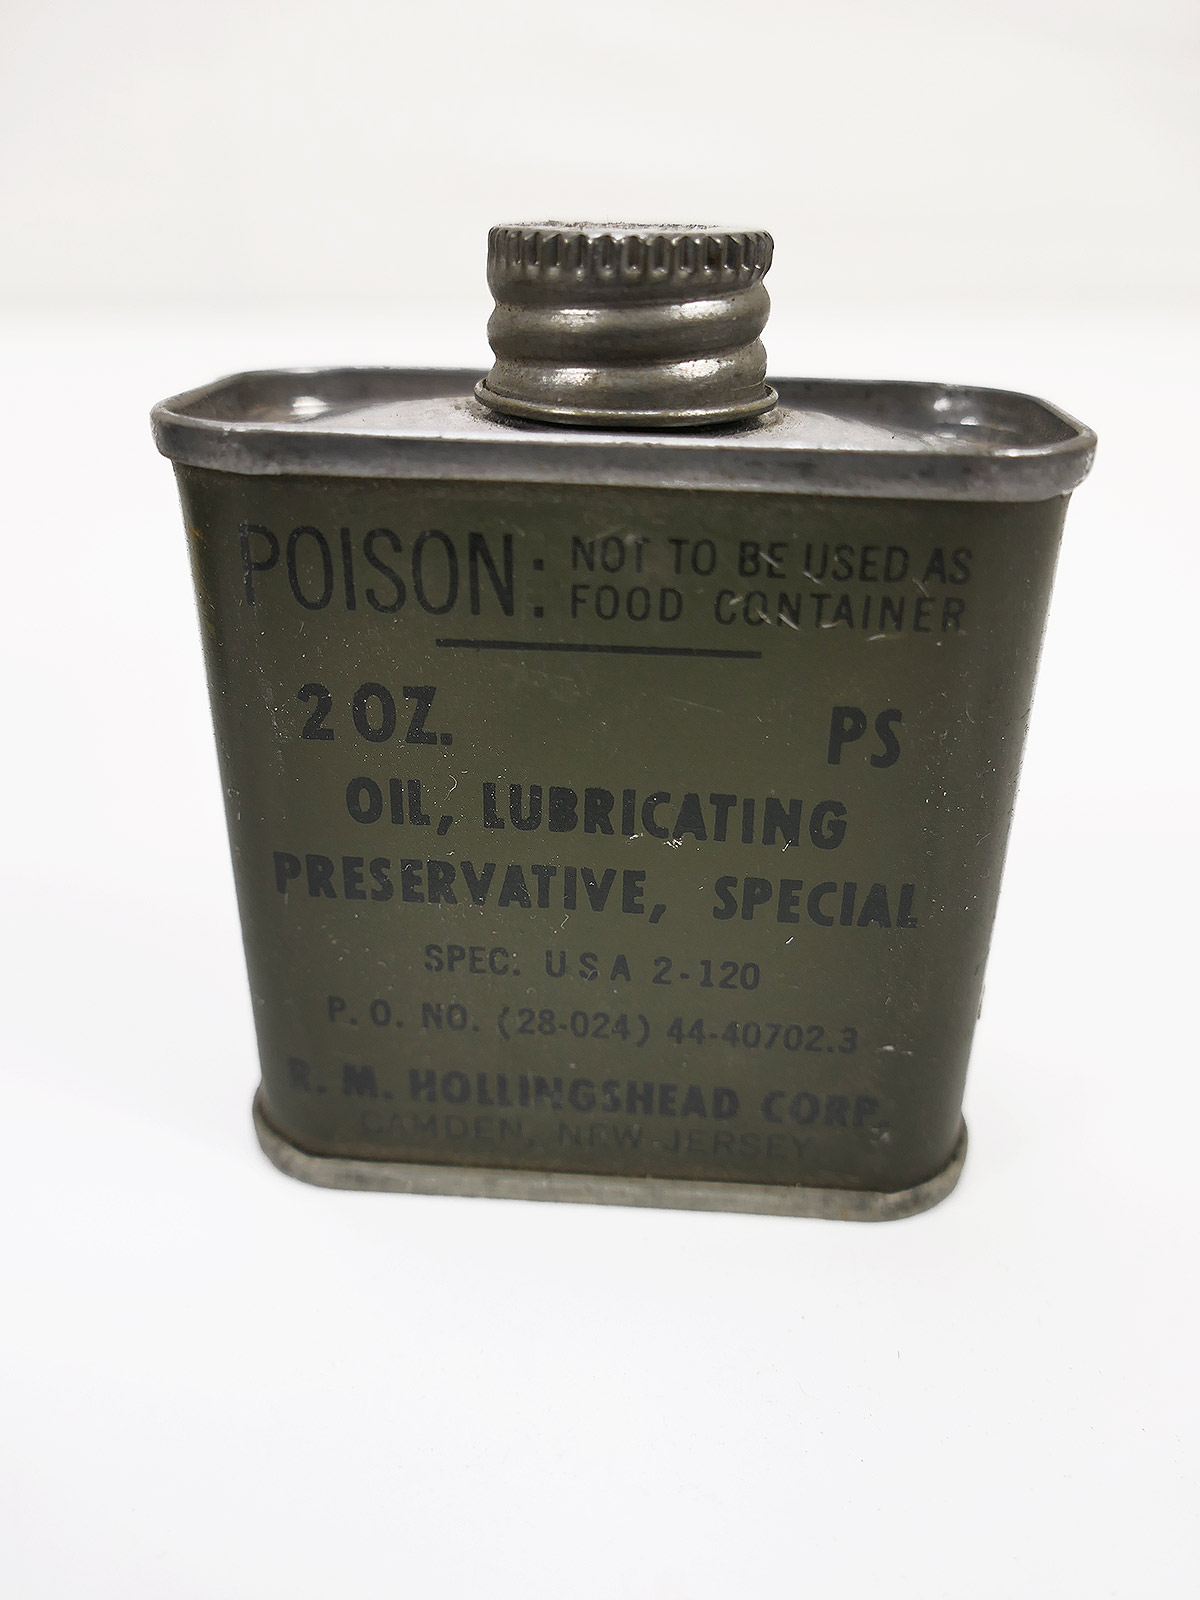 POISON: NOT TO BE USED AS
FOOD CONTAINER
2 OZ. PS
OIL, LUBRICATING
PRESERVATIVE, SPECIAL
SPEC. U S A 2-120
P. O. NO. (28-024) 44-40702.3
R. M. HOLLINGSHEAD CORP.
CAMDEN, NEW JERSEY